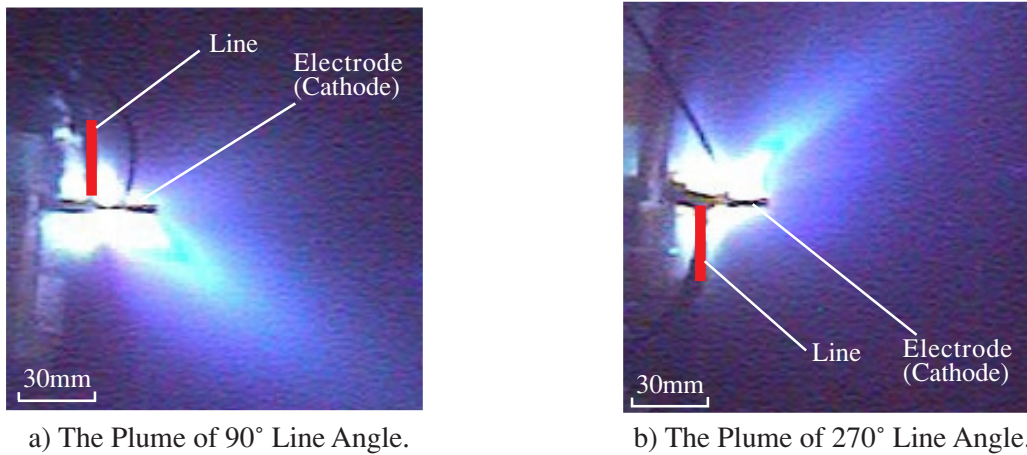 Line
Electrode
(Cathode)
30mm
a) The Plume of 90° Line Angle.
Line
Electrode
(Cathode)
30mm
b) The Plume of 270° Line Angle.